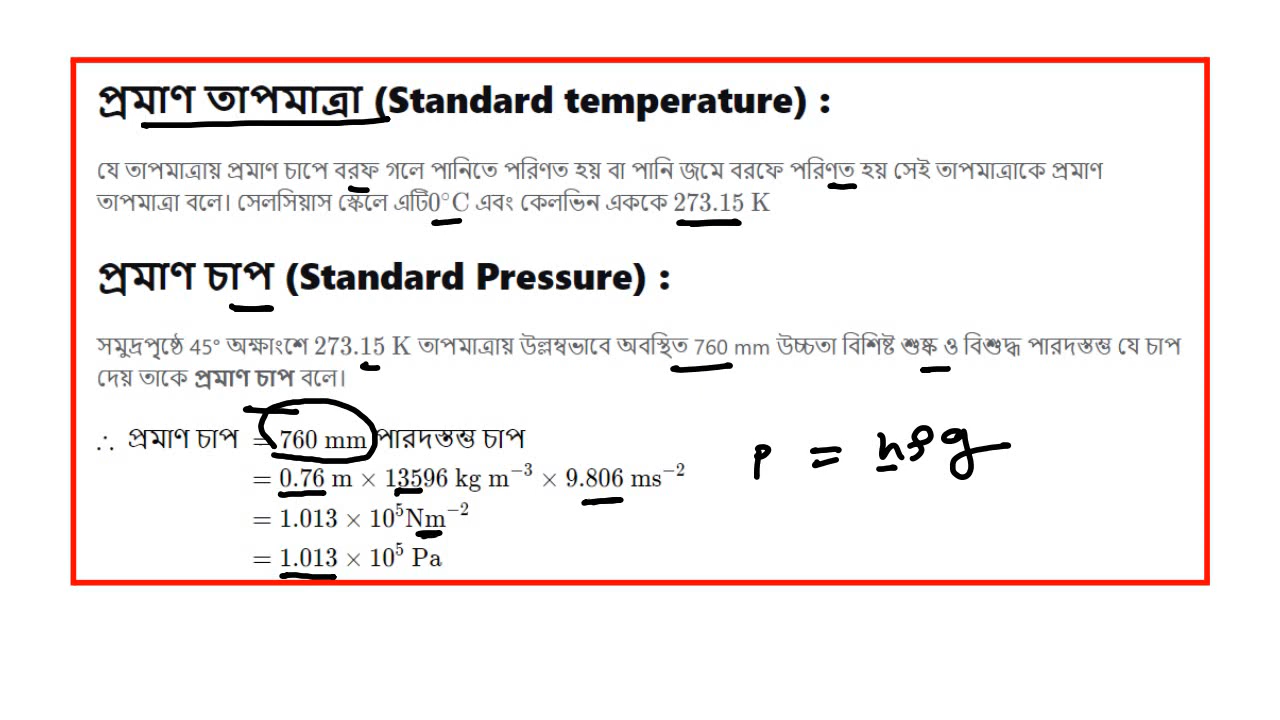 প্রমাণ তাপমাত্রা (Standard temperature) :
যে তাপমাত্রায় প্রমাণ চাপে বরফ গলে পানিতে পরিণত হয় বা পানি জমে বরফে পরিণত হয় সেই তাপমাত্রাকে প্রমাণ
তাপমাত্রা বলে। সেলসিয়াস স্কেলে এটি0°C এবং কেলভিন এককে 273.15 K
প্রমাণ চাপ (Standard Pressure) :
সমুদ্রপৃষ্ঠে 45° অক্ষাংশে 273.15 K তাপমাত্রায় উল্লম্বভাবে অবস্থিত 760 mm উচ্চতা বিশিষ্ট শুষ্ক ও বিশুদ্ধ পারদস্তম্ভ যে চাপ
দেয় তাকে প্রমাণ চাপ বলে।
∴ প্রমাণ চাপ = 760 mm পারদস্তম্ভ চাপ
= 0.76 m × 13596 kg m⁻³ × 9.806 ms⁻²
= 1.013 × 10⁵Nm⁻²
= 1.013 × 10⁵ Pa
P = hρg